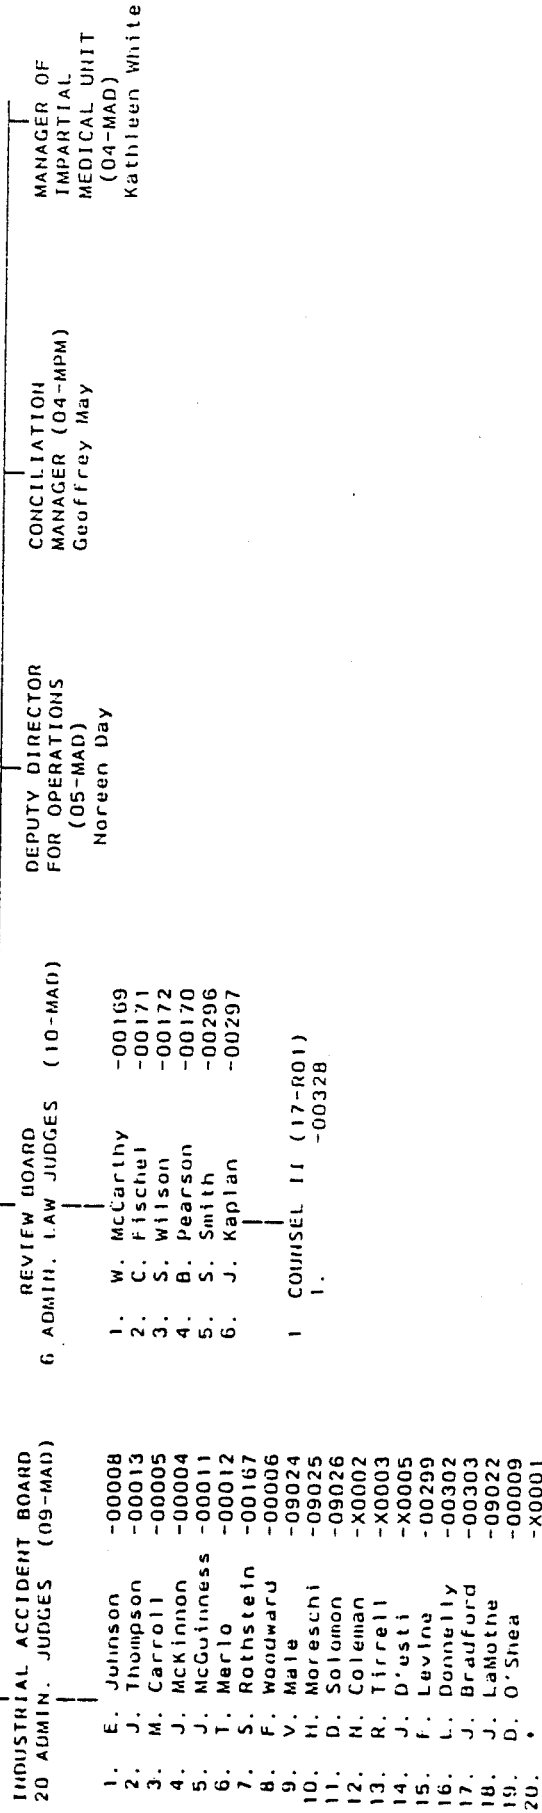 INDUSTRIAL ACCIDENT BOARD
20 ADMIN. JUDGES (09-MAD)
1. E. Johnson -00008
2. J. Thompson -00013
3. M. Carroll -00005
4. J. McKinnon -00004
5. J. McGuinness -00011
6. T. Merlo -00012
7. S. Rothstein -00167
8. F. Woodward -00006
9. V. Male -09024
10. H. Moreschi -09025
11. D. Solomon -09026
12. N. Coleman -X0002
13. R. Tirrell -X0003
14. J. D'esti -X0005
15. F. Levine -00299
16. L. Donnelly -00302
17. J. Bradford -00303
18. J. LaMothe -09022
19. D. O'Shea -00009
20. * -X0001
REVIEW BOARD
6 ADMIN. LAW JUDGES (10-MAD)
1. W. McCarthy -00169
2. C. Fischel -00171
3. S. Wilson -00172
4. B. Pearson -00170
5. S. Smith -00296
6. J. Kaplan -00297
1 COUNSEL II (17-R01)
1. -00328
DEPUTY DIRECTOR
FOR OPERATIONS
(05-MAD)
Noreen Day
CONCILIATION
MANAGER (04-MPM)
Geoffrey May
MANAGER OF
IMPARTIAL
MEDICAL UNIT
(04-MAD)
Kathleen White